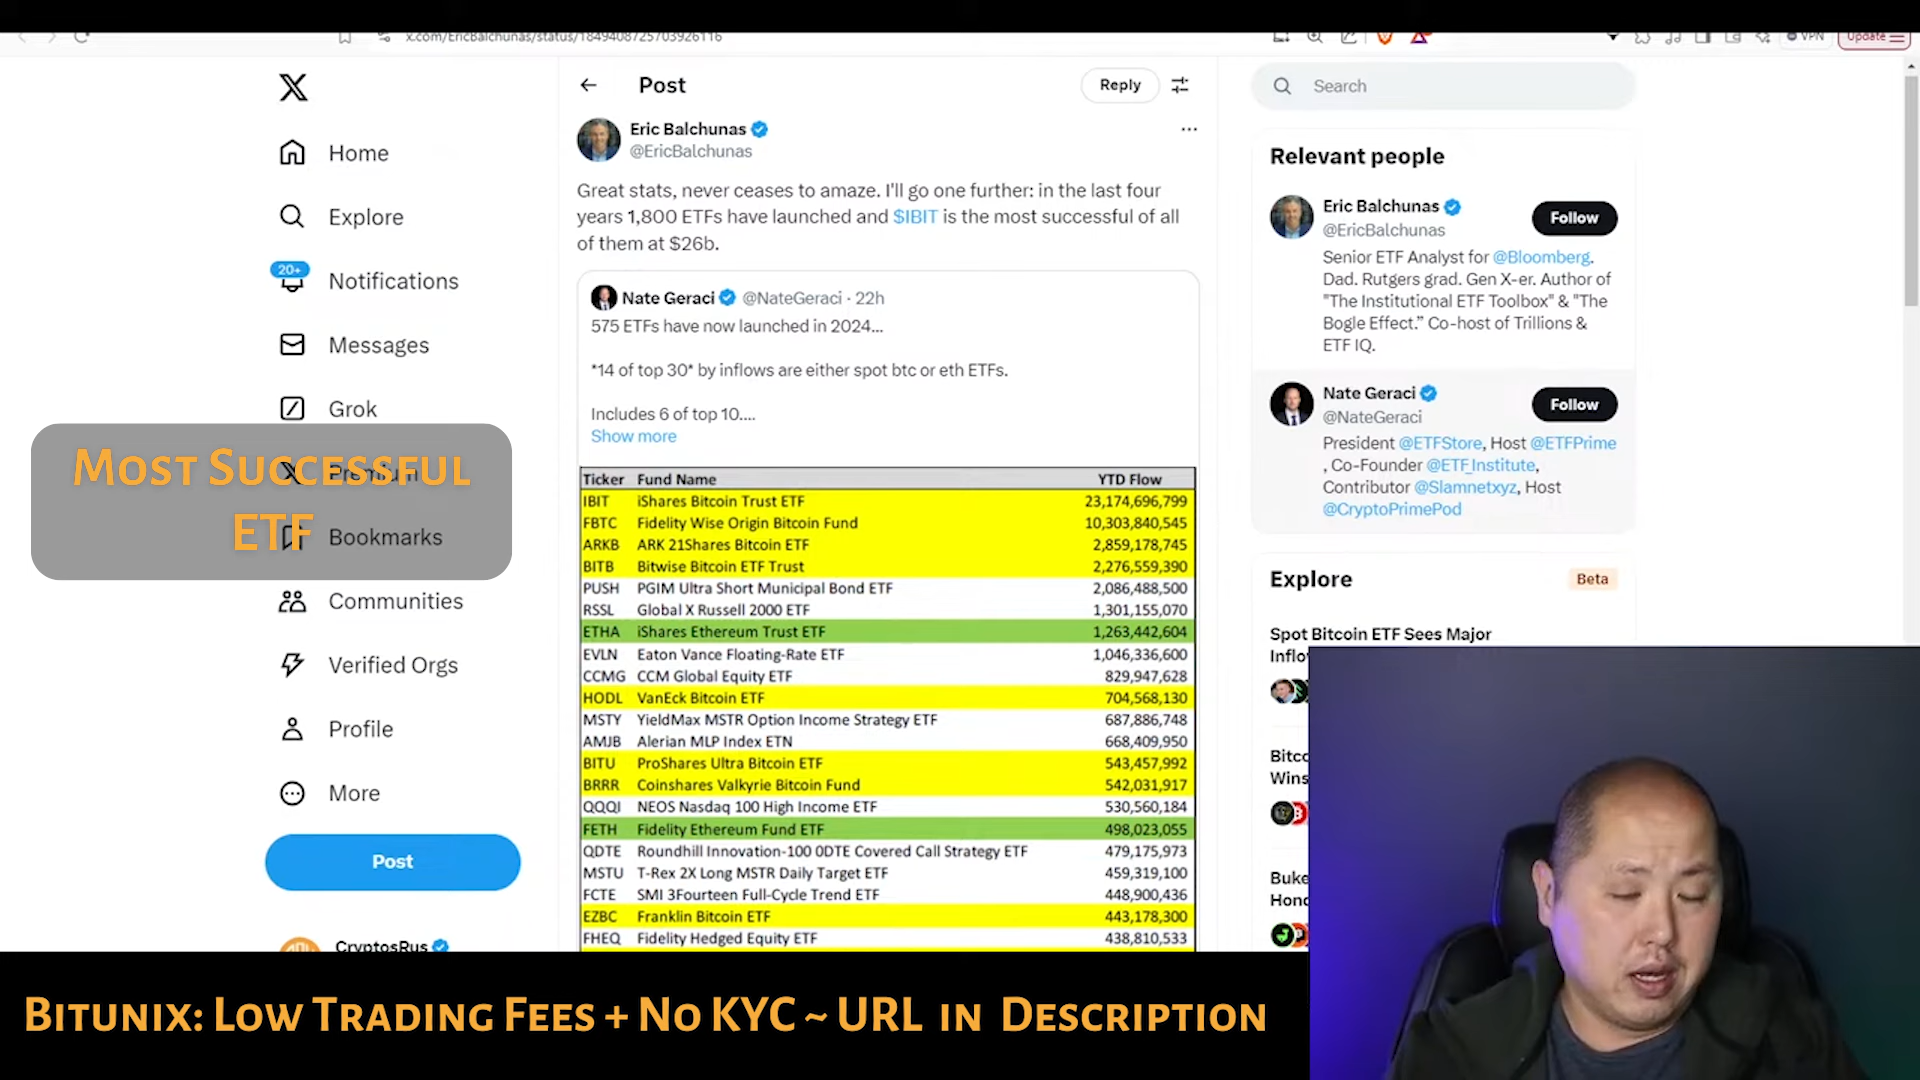 x.com/EricBalchunas/status/1849408725703926116
VPN
Update
Home
Explore
20+
Notifications
Messages
Grok
Premium
Bookmarks
Communities
Verified Orgs
Profile
More
Post
CryptosRus
Most Successful
ETF
Post
Reply
Eric Balchunas
@EricBalchunas
Great stats, never ceases to amaze. I'll go one further: in the last four
years 1,800 ETFs have launched and $IBIT is the most successful of all
of them at $26b.
Nate Geraci @NateGeraci · 22h
575 ETFs have now launched in 2024...
*14 of top 30* by inflows are either spot btc or eth ETFs.
Includes 6 of top 10....
Show more
Ticker Fund Name YTD Flow
IBIT iShares Bitcoin Trust ETF 23,174,696,799
FBTC Fidelity Wise Origin Bitcoin Fund 10,303,840,545
ARKB ARK 21Shares Bitcoin ETF 2,859,178,745
BITB Bitwise Bitcoin ETF Trust 2,276,559,390
PUSH PGIM Ultra Short Municipal Bond ETF 2,086,488,500
RSSL Global X Russell 2000 ETF 1,301,155,070
ETHA iShares Ethereum Trust ETF 1,263,442,604
EVLN Eaton Vance Floating-Rate ETF 1,046,336,600
CCMG CCM Global Equity ETF 829,947,628
HODL VanEck Bitcoin ETF 704,568,130
MSTY YieldMax MSTR Option Income Strategy ETF 687,886,748
AMJB Alerian MLP Index ETN 668,409,950
BITU ProShares Ultra Bitcoin ETF 543,457,992
BRRR Coinshares Valkyrie Bitcoin Fund 542,031,917
QQQI NEOS Nasdaq 100 High Income ETF 530,560,184
FETH Fidelity Ethereum Fund ETF 498,023,055
QDTE Roundhill Innovation-100 0DTE Covered Call Strategy ETF 479,175,973
MSTU T-Rex 2X Long MSTR Daily Target ETF 459,319,100
FCTE SMI 3Fourteen Full-Cycle Trend ETF 448,900,436
EZBC Franklin Bitcoin ETF 443,178,300
FHEQ Fidelity Hedged Equity ETF 438,810,533
Search
Relevant people
Eric Balchunas
@EricBalchunas
Follow
Senior ETF Analyst for @Bloomberg.
Dad. Rutgers grad. Gen X-er. Author of
"The Institutional ETF Toolbox" & "The
Bogle Effect.” Co-host of Trillions &
ETF IQ.
Nate Geraci
@NateGeraci
Follow
President @ETFStore, Host @ETFPrime
, Co-Founder @ETF_Institute,
Contributor @Slamnetxyz, Host
@CryptoPrimePod
Explore
Beta
Spot Bitcoin ETF Sees Major
Inflo
Bitco
Wins
Buke
Hono
Bitunix: Low Trading Fees + No KYC ~ URL in Description